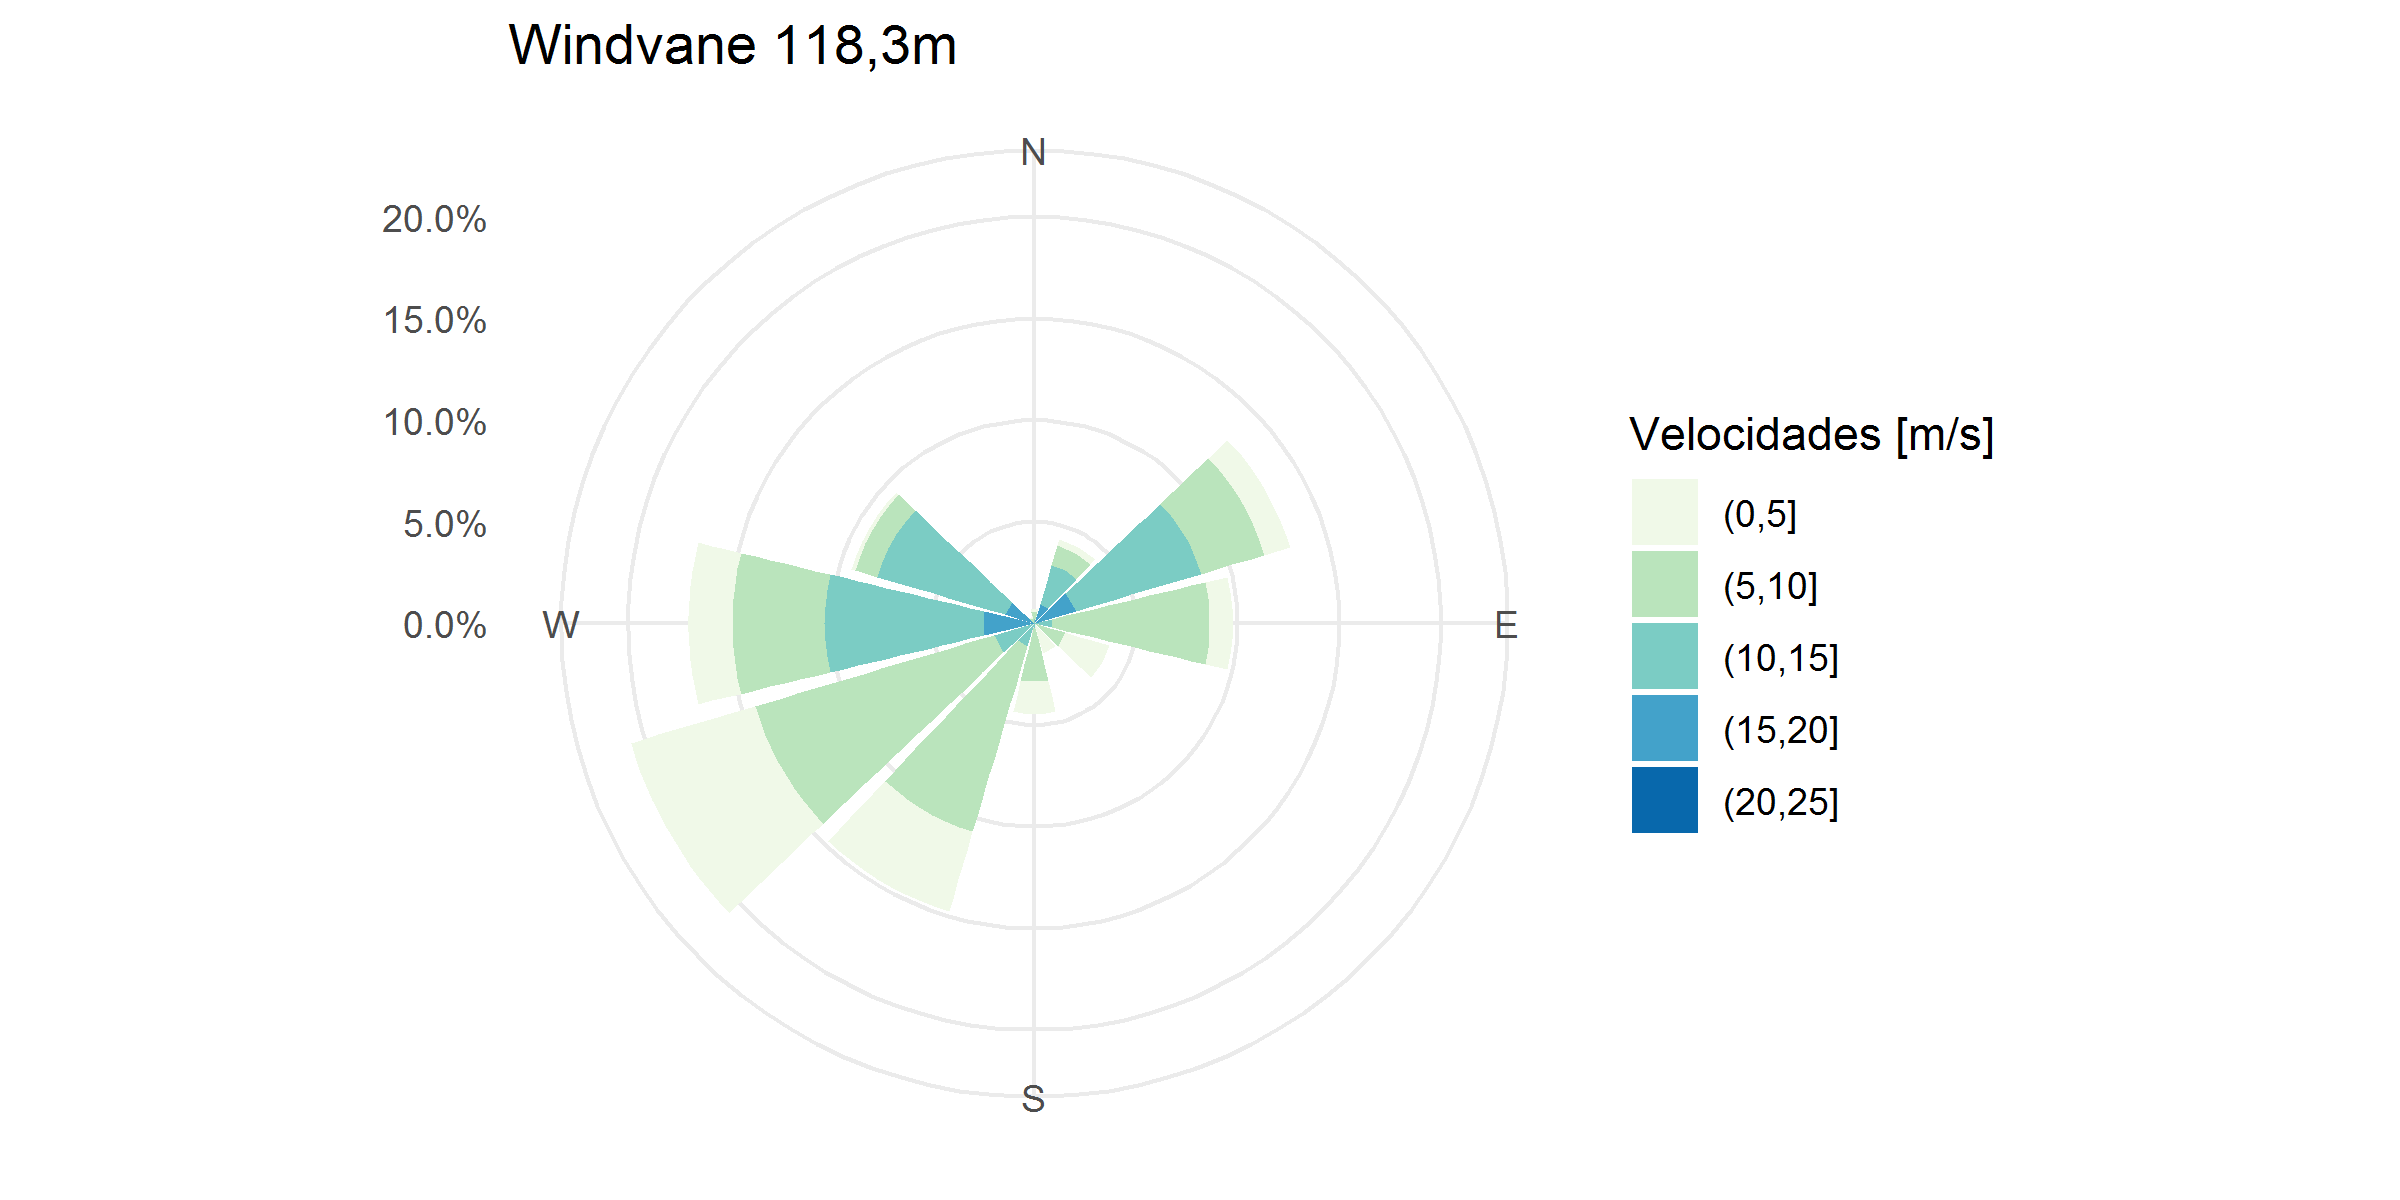 Windvane 118,3m
N
20.0%
15.0%
10.0%
5.0%
0.0%
W
E
S
Velocidades [m/s]
(0,5]
(5,10]
(10,15]
(15,20]
(20,25]